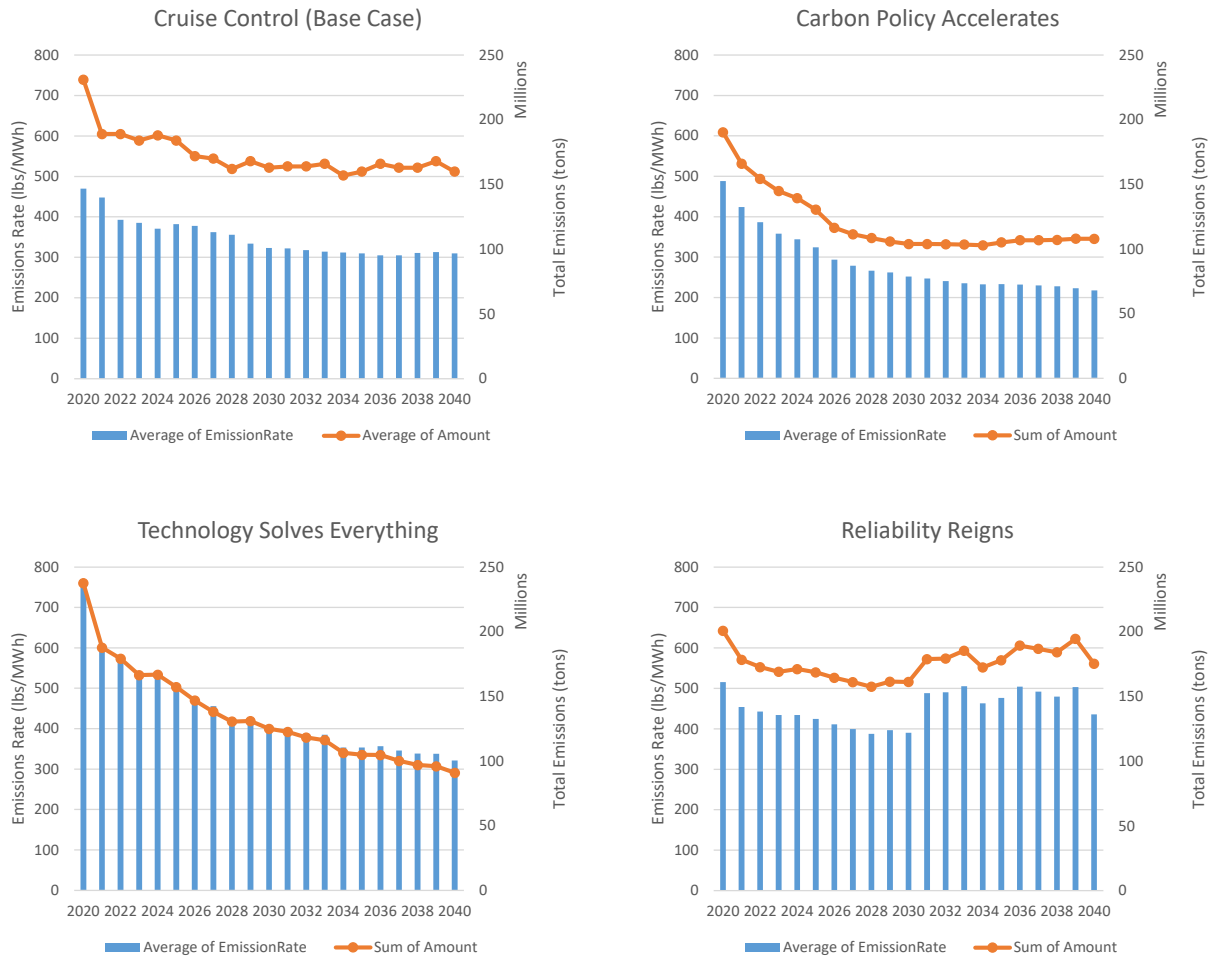 Cruise Control (Base Case)
800
700
600
500
400
300
200
100
0
Emissions Rate (lbs/MWh)
250
200
150
100
50
0
Millions
Total Emissions (tons)
2020 2022 2024 2026 2028 2030 2032 2034 2036 2038 2040
Average of EmissionRate Average of Amount
Carbon Policy Accelerates
800
700
600
500
400
300
200
100
0
Emissions Rate (lbs/MWh)
250
200
150
100
50
0
Millions
Total Emissions (tons)
2020 2022 2024 2026 2028 2030 2032 2034 2036 2038 2040
Average of EmissionRate Sum of Amount
Technology Solves Everything
800
700
600
500
400
300
200
100
0
Emissions Rate (lbs/MWh)
250
200
150
100
50
0
Millions
Total Emissions (tons)
2020 2022 2024 2026 2028 2030 2032 2034 2036 2038 2040
Average of EmissionRate Sum of Amount
Reliability Reigns
800
700
600
500
400
300
200
100
0
Emissions Rate (lbs/MWh)
250
200
150
100
50
0
Millions
Total Emissions (tons)
2020 2022 2024 2026 2028 2030 2032 2034 2036 2038 2040
Average of EmissionRate Sum of Amount